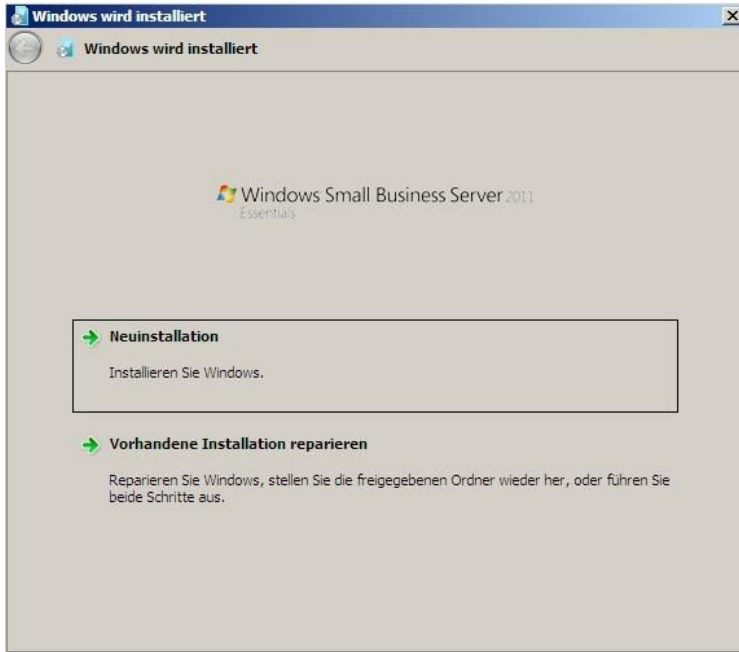 Windows wird installiert
Windows wird installiert
Windows Small Business Server 2011
Essentials
Neuinstallation
Installieren Sie Windows.
Vorhandene Installation reparieren
Reparieren Sie Windows, stellen Sie die freigegebenen Ordner wieder her, oder führen Sie
beide Schritte aus.